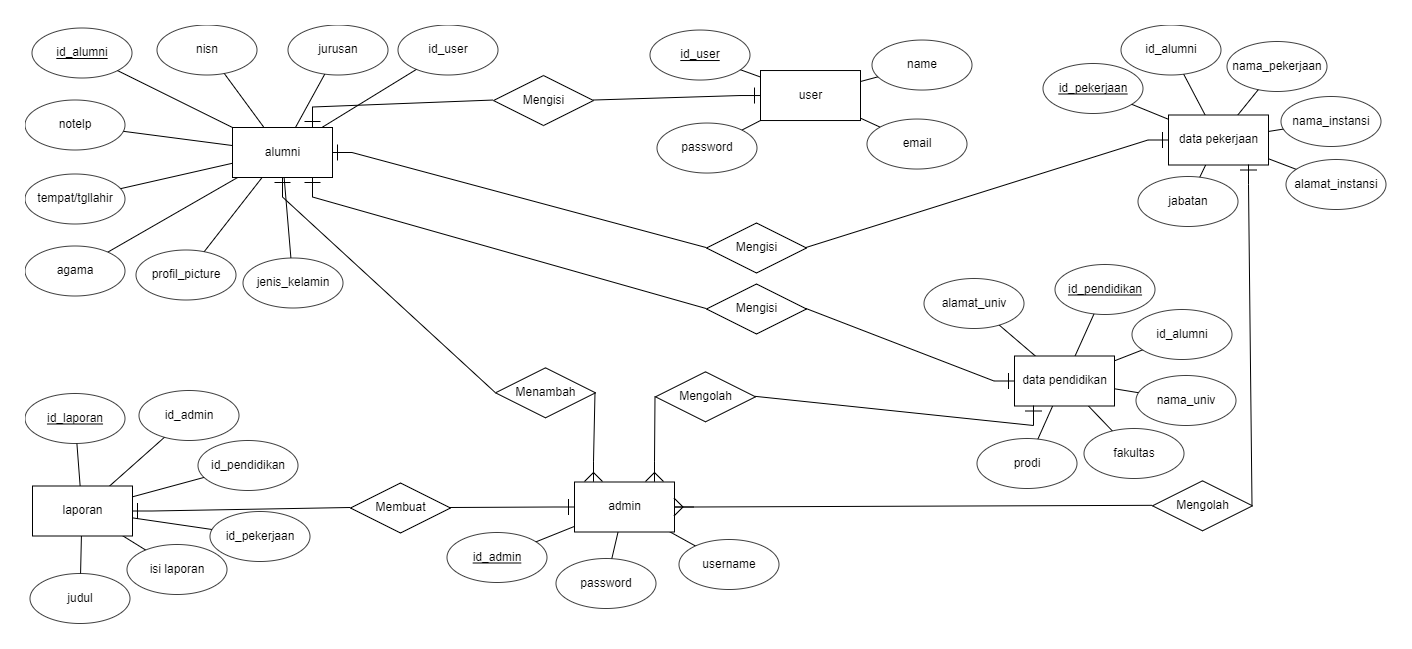 id_alumni
nisn
jurusan
id_user
notelp
alumni
tempat/tgllahir
agama
profil_picture
jenis_kelamin
Mengisi
id_user
name
user
password
email
id_alumni
nama_pekerjaan
id_pekerjaan
nama_instansi
data pekerjaan
alamat_instansi
jabatan
Mengisi
Mengisi
alamat_univ
id_pendidikan
id_alumni
data pendidikan
nama_univ
fakultas
prodi
Menambah
Mengolah
id_laporan
id_admin
id_pendidikan
laporan
id_pekerjaan
isi laporan
judul
Membuat
admin
id_admin
password
username
Mengolah